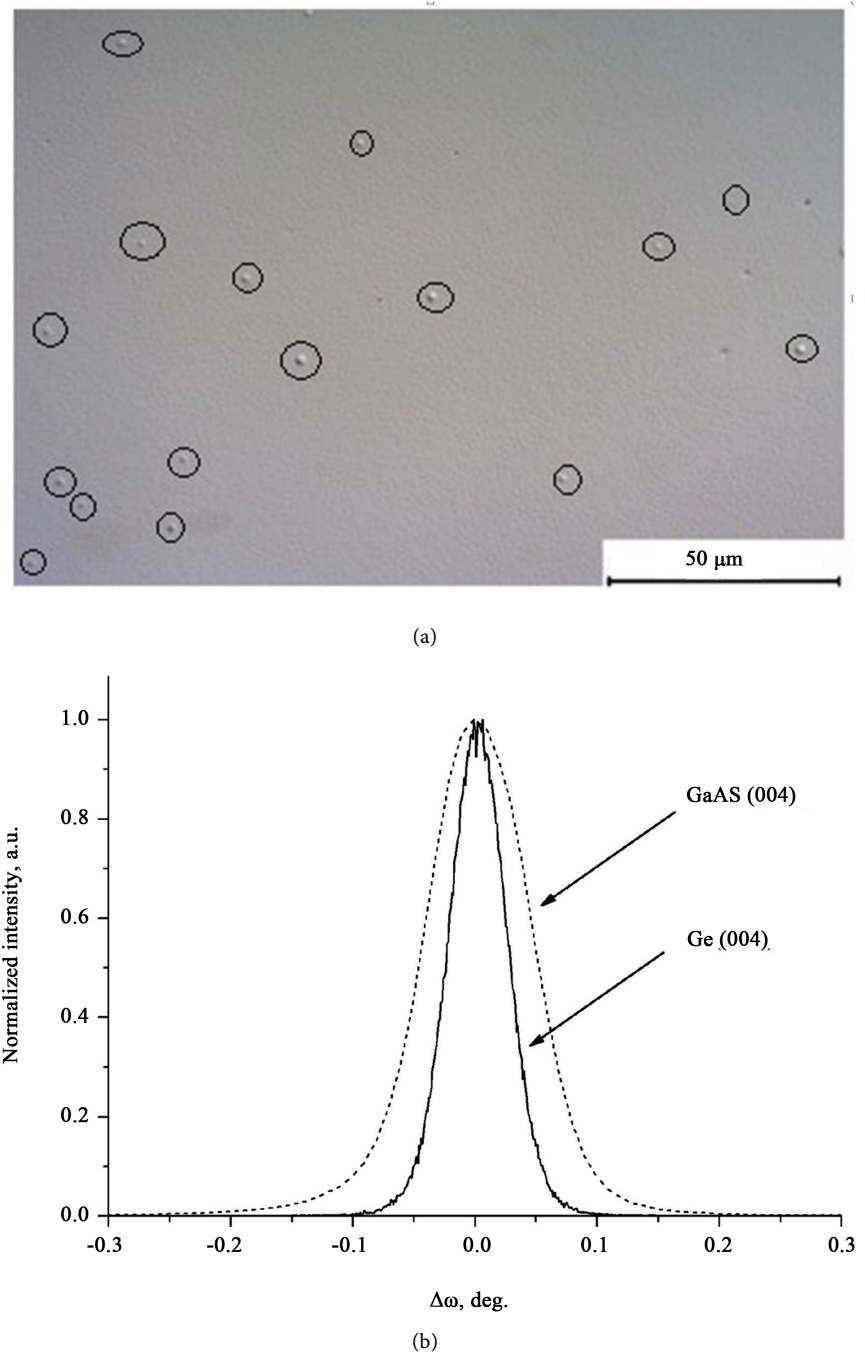 50 μm
(a)
1.0
0.8
0.6
0.4
0.2
0.0
Normalized intensity, a.u.
GaAS (004)
Ge (004)
-0.3 -0.2 -0.1 0.0 0.1 0.2 0.3
Δω, deg.
(b)